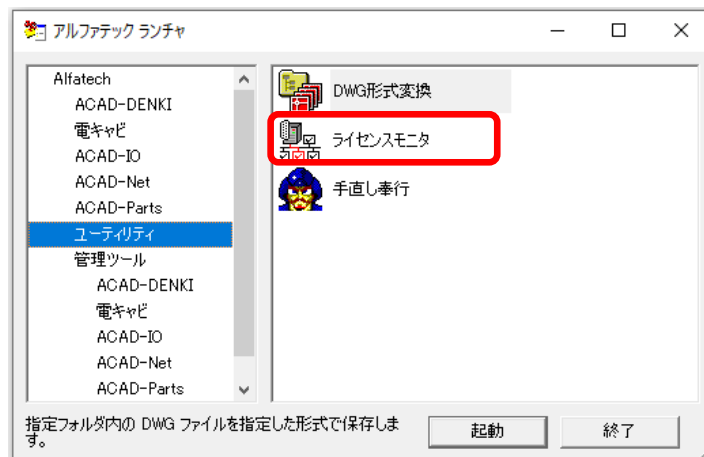 アルファテック ランチャ
Alfatech
ACAD-DENKI
電キャビ
ACAD-IO
ACAD-Net
ACAD-Parts
ユーティリティ
管理ツール
ACAD-DENKI
電キャビ
ACAD-IO
ACAD-Net
ACAD-Parts
DWG形式変換
ライセンスモニタ
手直し奉行
指定フォルダ内の DWG ファイルを指定した形式で保存しま
す。
起動
終了